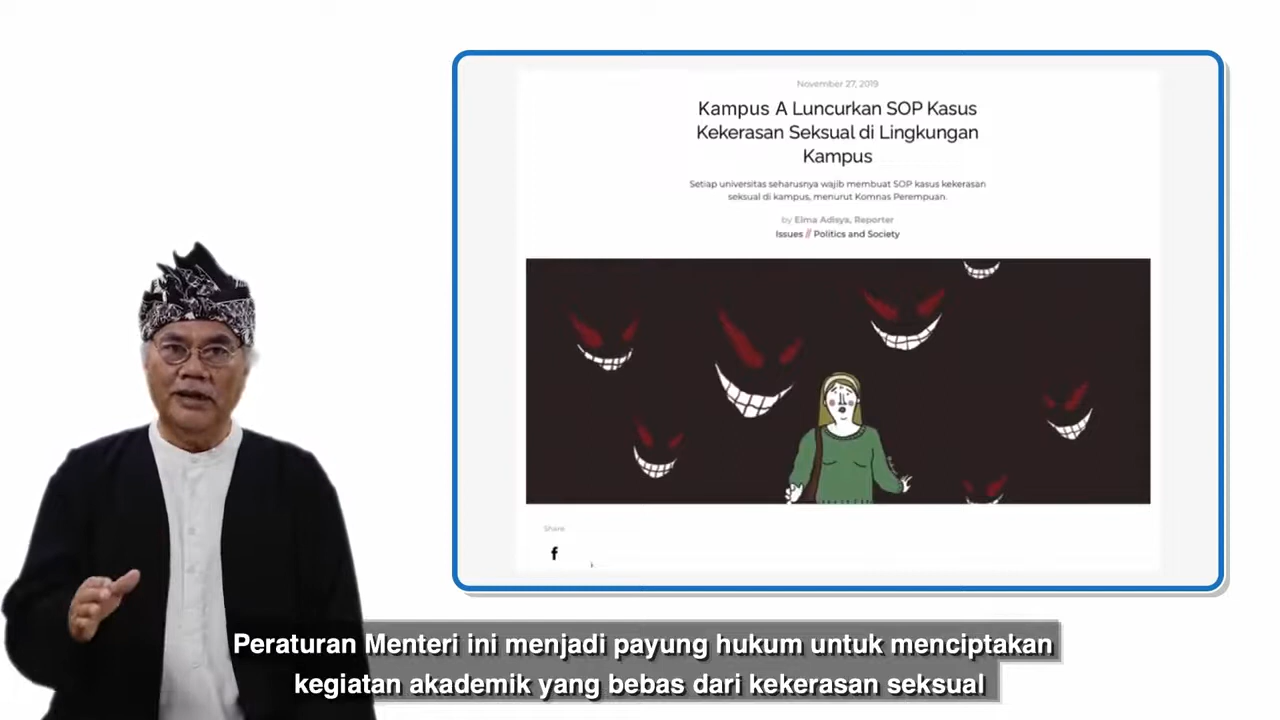 November 27, 2019
Kampus A Luncurkan SOP Kasus
Kekerasan Seksual di Lingkungan
Kampus
Setiap universitas seharusnya wajib membuat SOP kasus kekerasan
seksual di kampus, menurut Komnas Perempuan.
by Elma Adisya, Reporter
Issues // Politics and Society
Share
f
Peraturan Menteri ini menjadi payung hukum untuk menciptakan
kegiatan akademik yang bebas dari kekerasan seksual